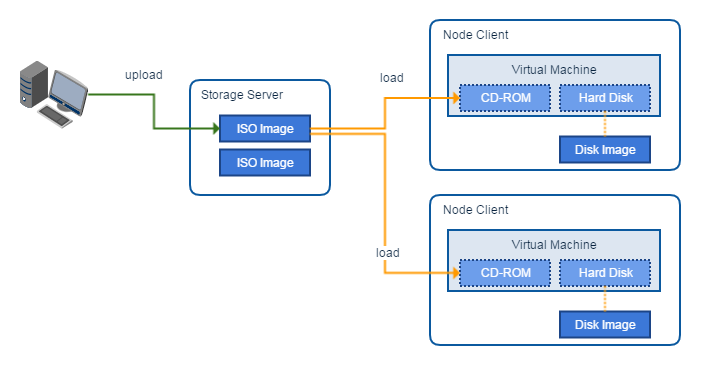 upload
Storage Server
ISO Image
ISO Image
load
Node Client
Virtual Machine
CD-ROM
Hard Disk
Disk Image
load
Node Client
Virtual Machine
CD-ROM
Hard Disk
Disk Image